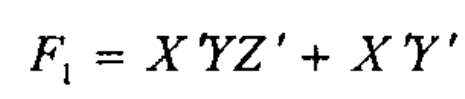 F₁ = X'YZ' + X'Y'